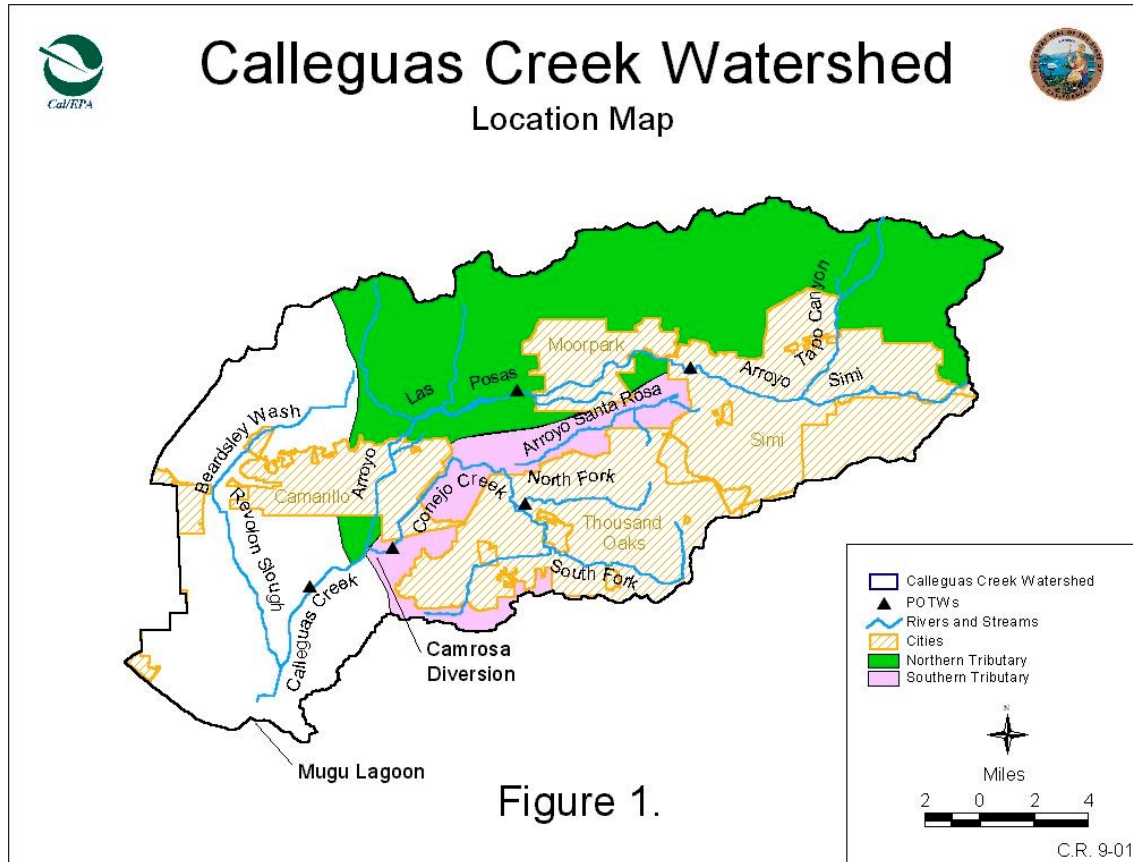 Calleguas Creek Watershed
Location Map
Cal/EPA
Moorpark
Tapo Canyon
Arroyo
Simi
Las
Posas
Arroyo Santa Rosa
Simi
Beardsley Wash
Camarillo
Arroyo
Conejo Creek
North Fork
Revolon Slough
Thousand
Oaks
South Fork
Calleguas Creek
Camrosa
Diversion
Mugu Lagoon
Figure 1.
Calleguas Creek Watershed
POTWs
Rivers and Streams
Cities
Northern Tributary
Southern Tributary
N
Miles
2 0 2 4
C.R. 9-01